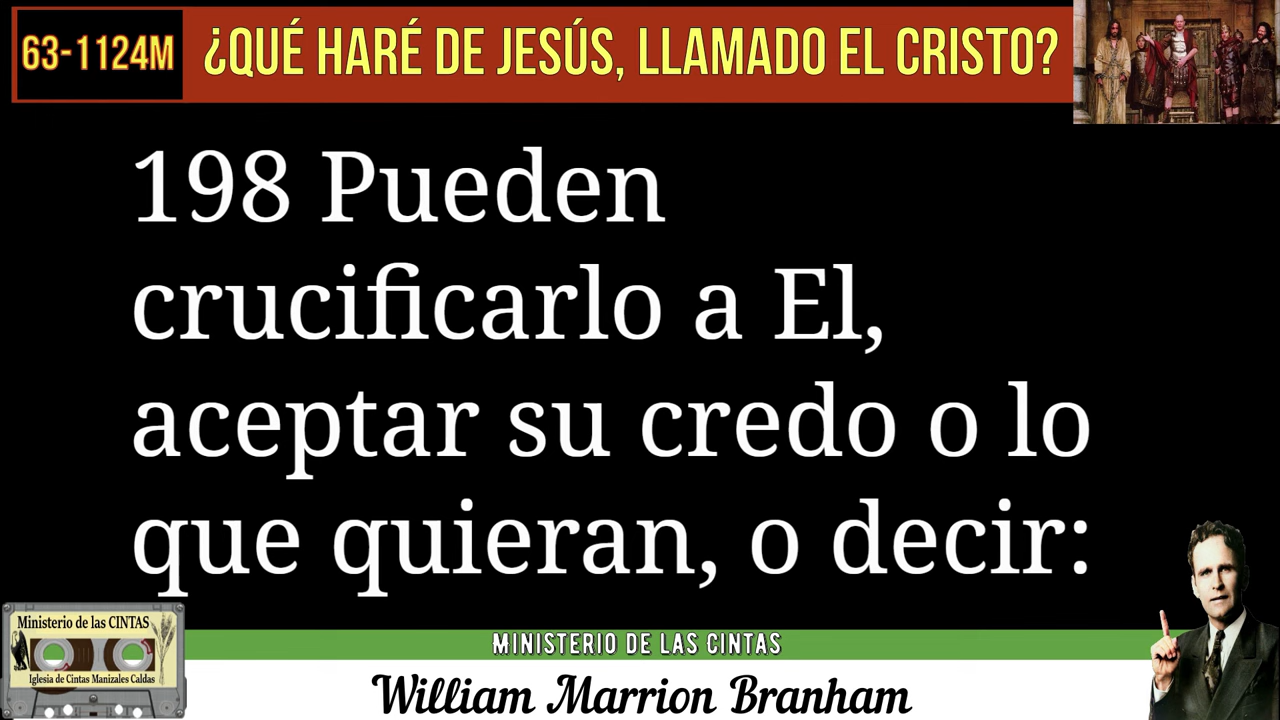 63-1124M
¿QUÉ HARÉ DE JESÚS, LLAMADO EL CRISTO?
198 Pueden
crucificarlo a El,
aceptar su credo o lo
que quieran, o decir:
Ministerio de las CINTAS
Iglesia de Cintas Manizales Caldas
MINISTERIO DE LAS CINTAS
William Marrion Branham